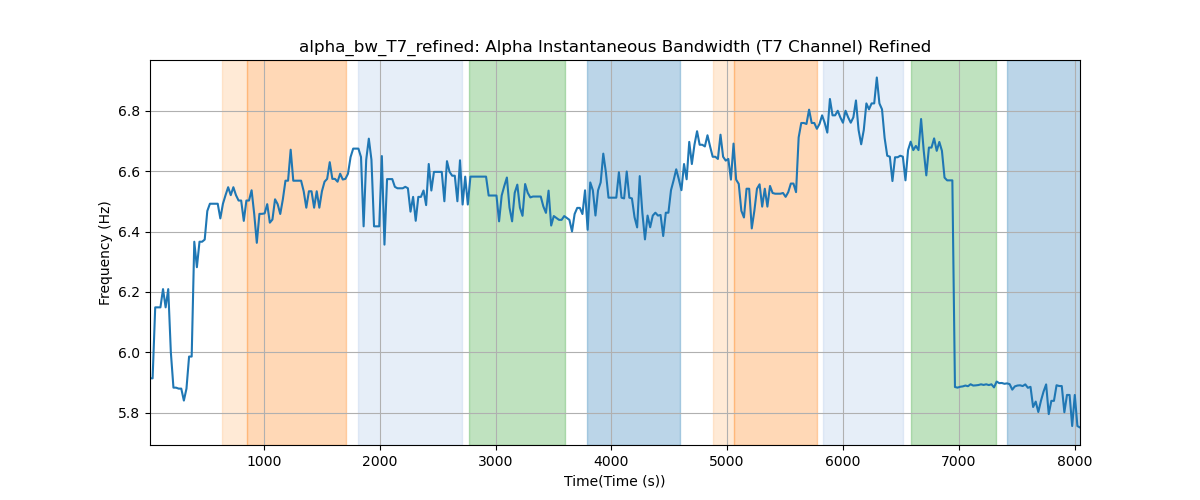 alpha_bw_T7_refined: Alpha Instantaneous Bandwidth (T7 Channel) Refined
Frequency (Hz)
6.8
6.6
6.4
6.2
6.0
5.8
1000 2000 3000 4000 5000 6000 7000 8000
Time(Time (s))